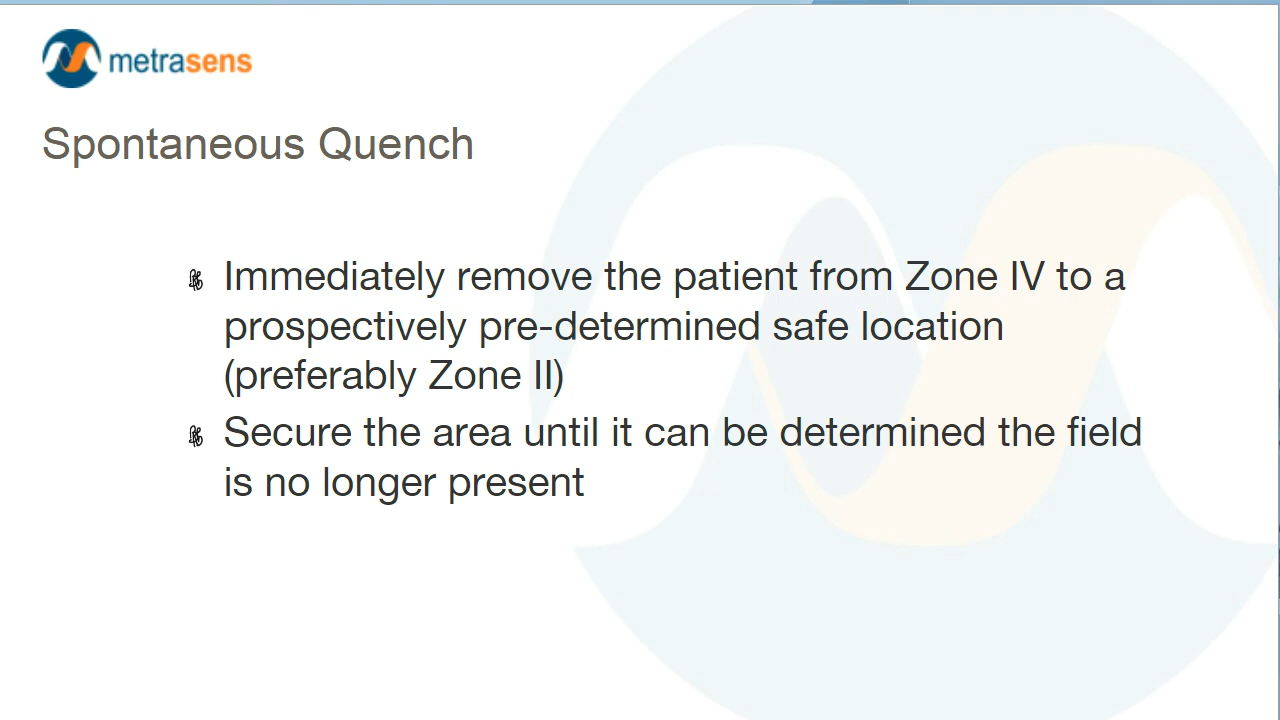 metrasens
Spontaneous Quench
Immediately remove the patient from Zone IV to a
prospectively pre-determined safe location
(preferably Zone II)
Secure the area until it can be determined the field
is no longer present